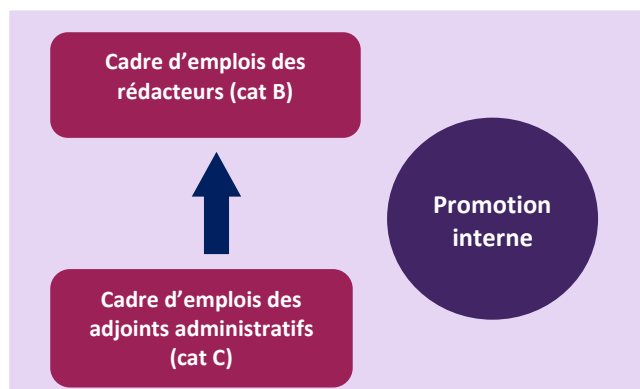 Cadre d’emplois des
rédacteurs (cat B)
Promotion
interne
Cadre d’emplois des
adjoints administratifs
(cat C)